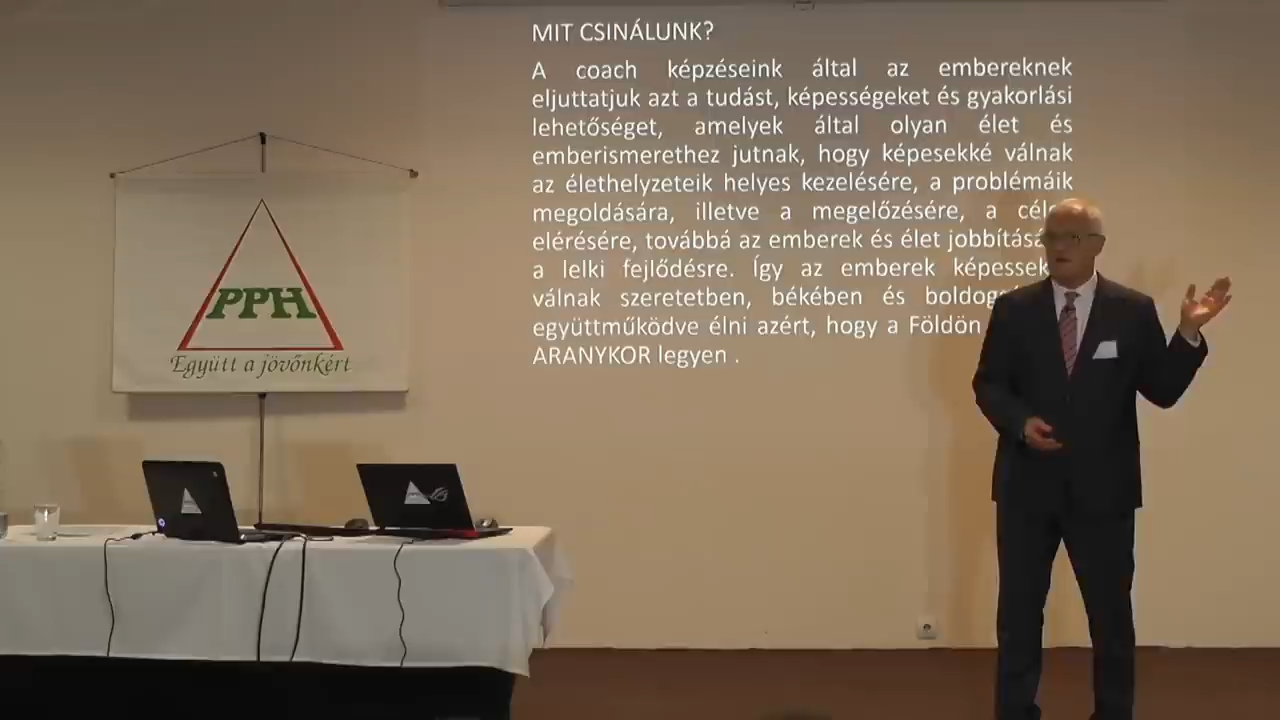 MIT CSINÁLUNK?
A coach képzéseink által az embereknek
eljuttatjuk azt a tudást, képességeket és gyakorlási
lehetőséget, amelyek által olyan élet és
emberismerethez jutnak, hogy képesekké válnak
az élethelyzeteik helyes kezelésére, a problémáik
megoldására, illetve a megelőzésére, a
elérésére, továbbá az emberek és élet
a lelki fejlődésre. Így az emberek
válnak szeretetben, békében és
együttműködve élni azért, hogy a Földön
ARANYKOR legyen .
PPH
Együtt a jövőnkért